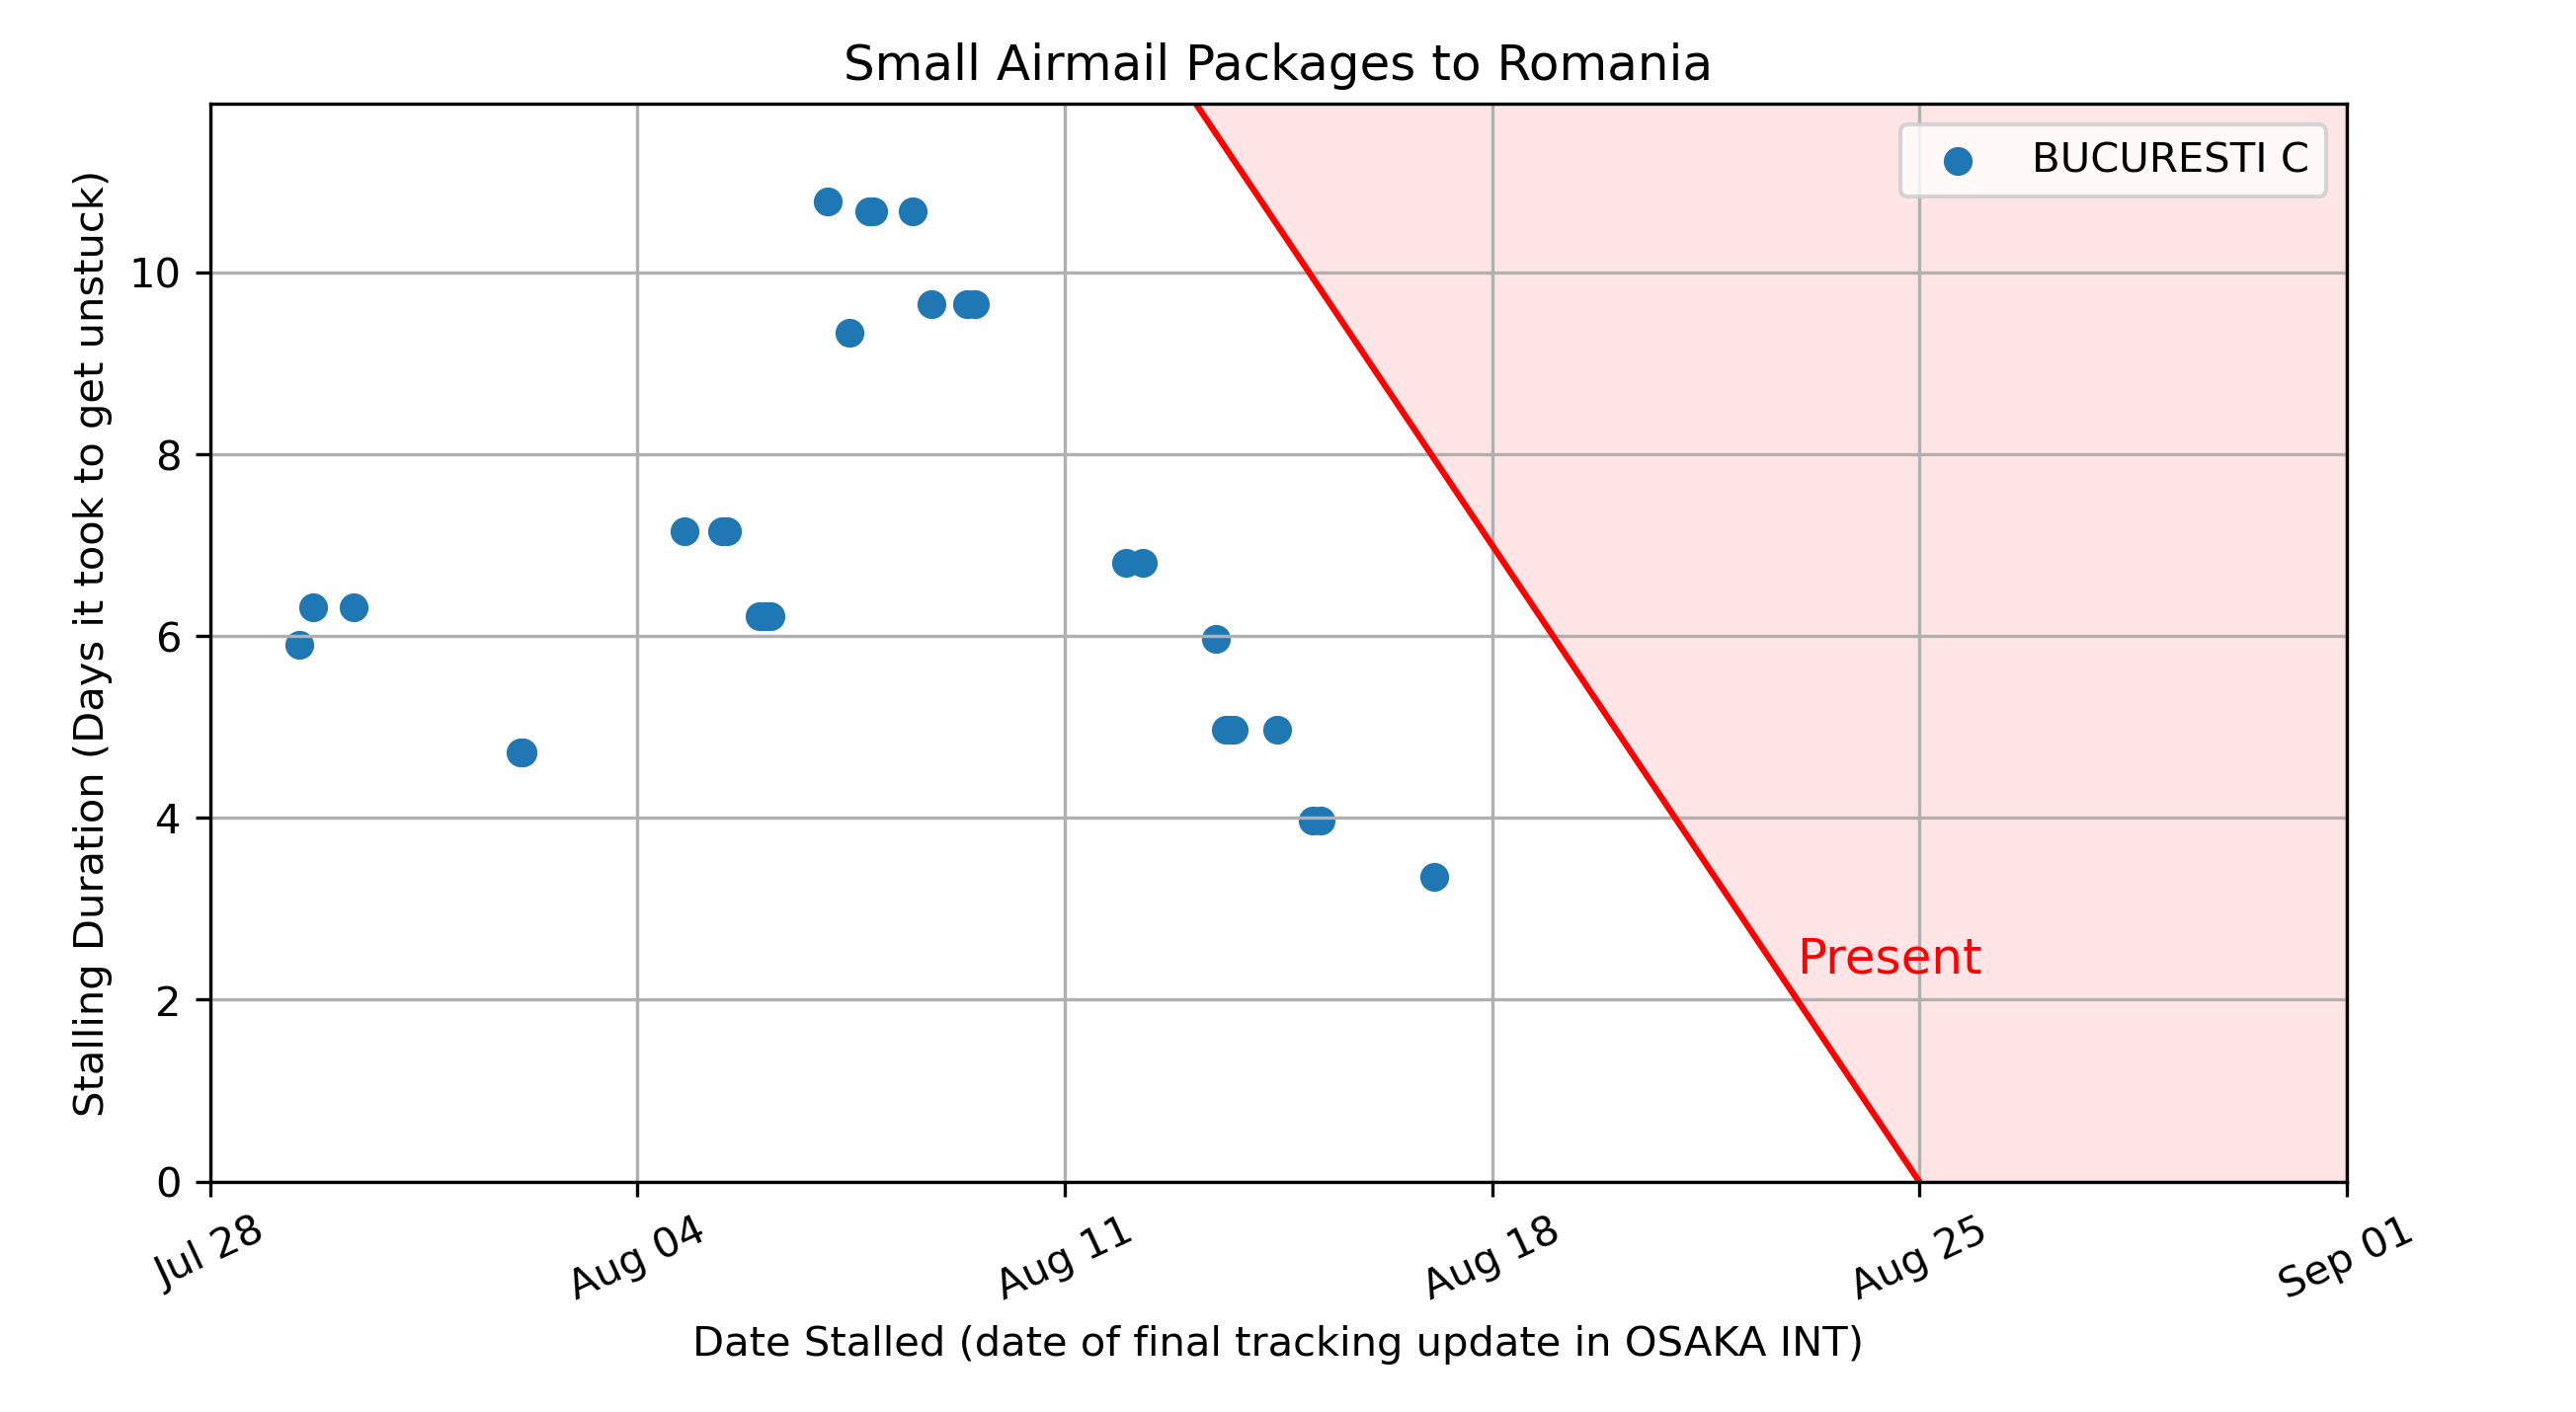 Small Airmail Packages to Romania
BUCURESTI C
Stalling Duration (Days it took to get unstuck)
10
8
6
4
2
0
Present
Jul 28
Aug 04
Aug 11
Aug 18
Aug 25
Sep 01
Date Stalled (date of final tracking update in OSAKA INT)